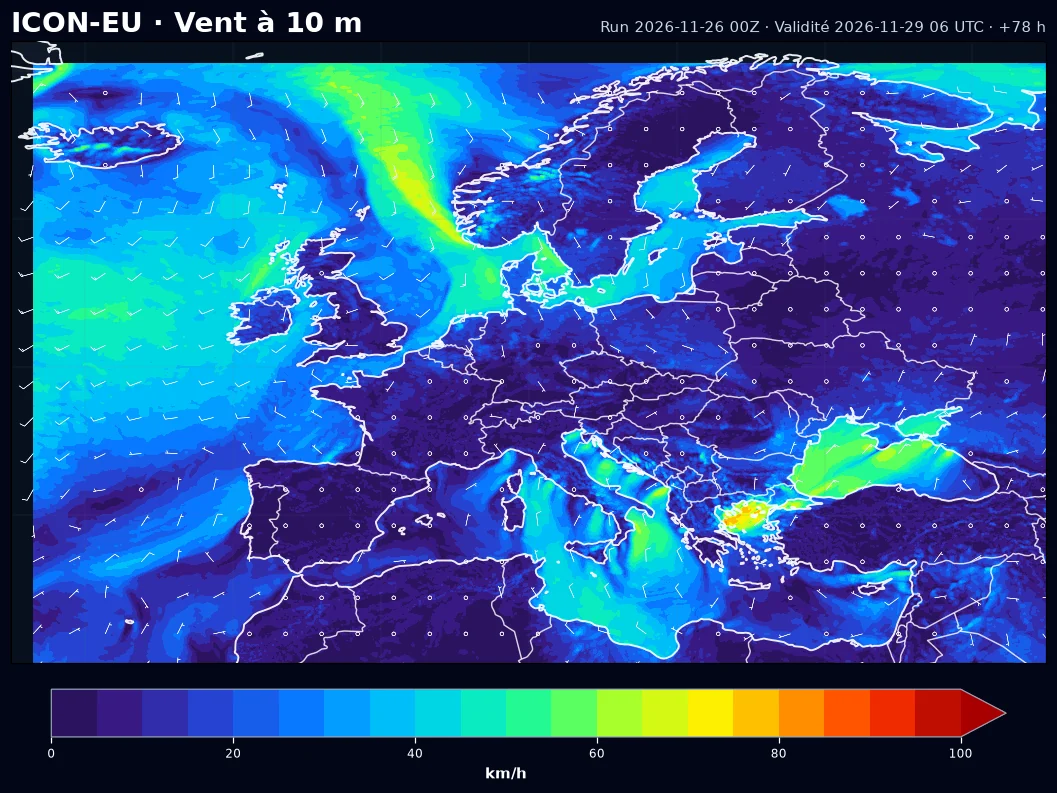 ICON-EU · Vent à 10 m
Run 2026-11-26 00Z · Validité 2026-11-29 06 UTC · +78 h
0 20 40 60 80 100
km/h